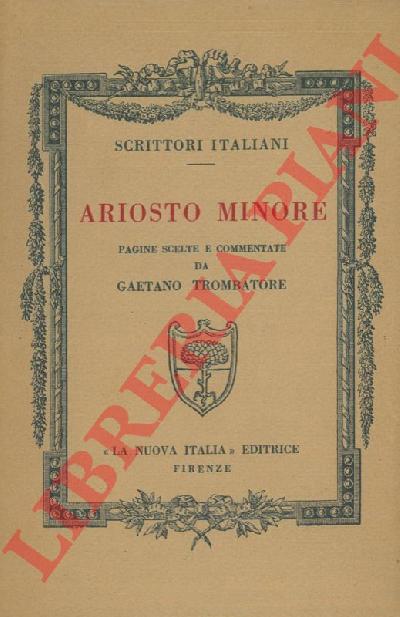 SCRITTORI ITALIANI
ARIOSTO MINORE
PAGINE SCELTE E COMMENTATE
DA
GAETANO TROMBATORE
« LA NUOVA ITALIA » EDITRICE
FIRENZE
LIBRERIA PIANI